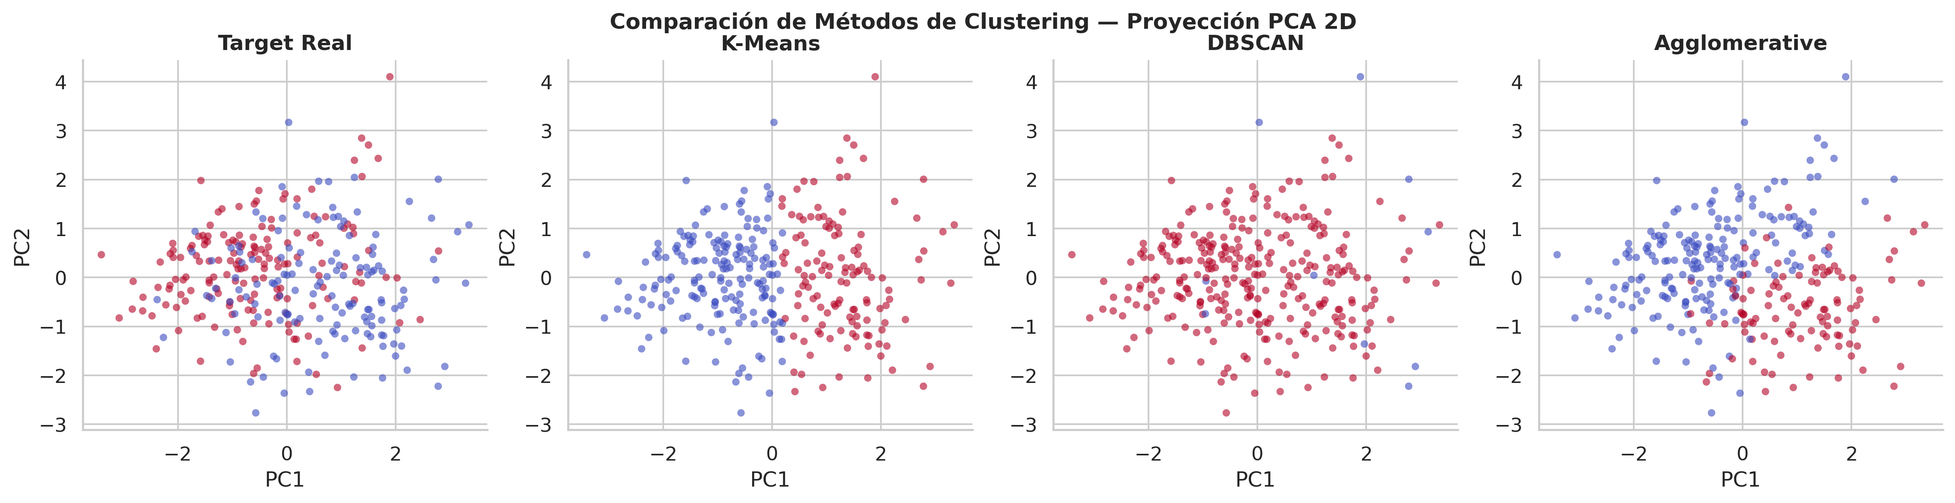 Comparación de Métodos de Clustering — Proyección PCA 2D
Target Real
K-Means
DBSCAN
Agglomerative
4
3
2
1
0
−1
−2
−3
PC2
−2 0 2
PC1
4
3
2
1
0
−1
−2
−3
PC2
−2 0 2
PC1
4
3
2
1
0
−1
−2
−3
PC2
−2 0 2
PC1
4
3
2
1
0
−1
−2
−3
PC2
−2 0 2
PC1